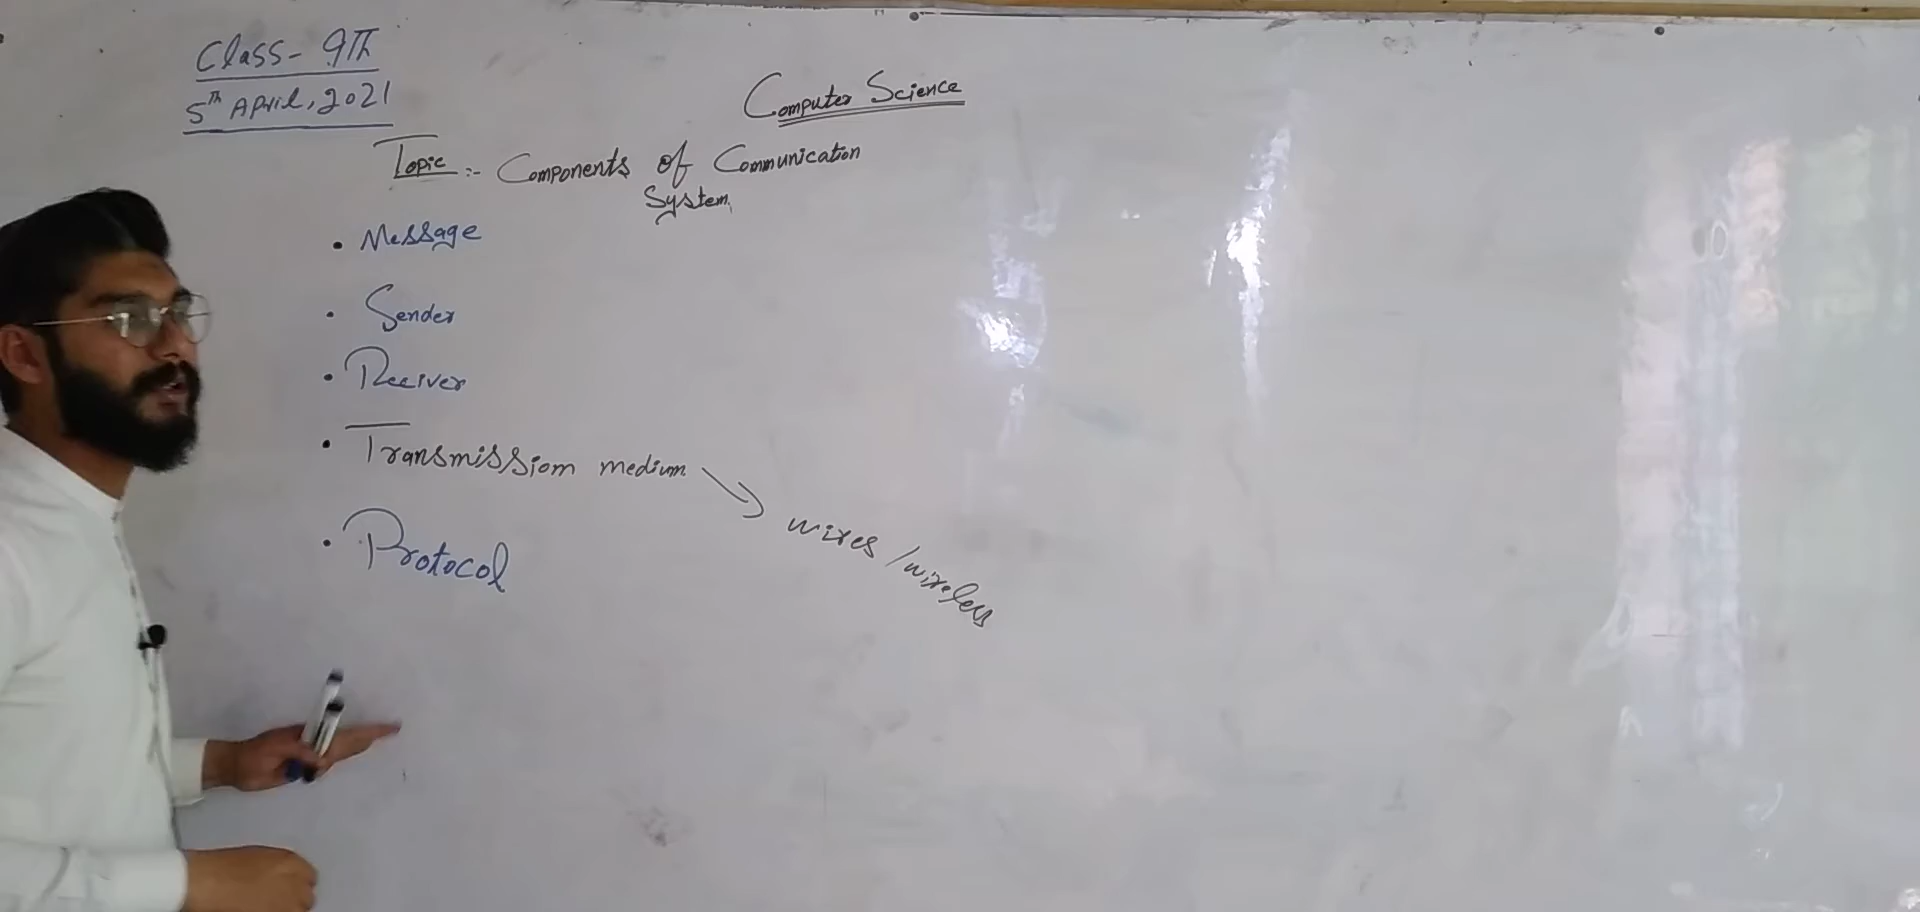 Class- 9Th
5Th April, 2021
Computer Science
Topic :- Components of Communication
System
• Message
• Sender
• Reciver
• Transmission medium
wires / wireless
• Protocol